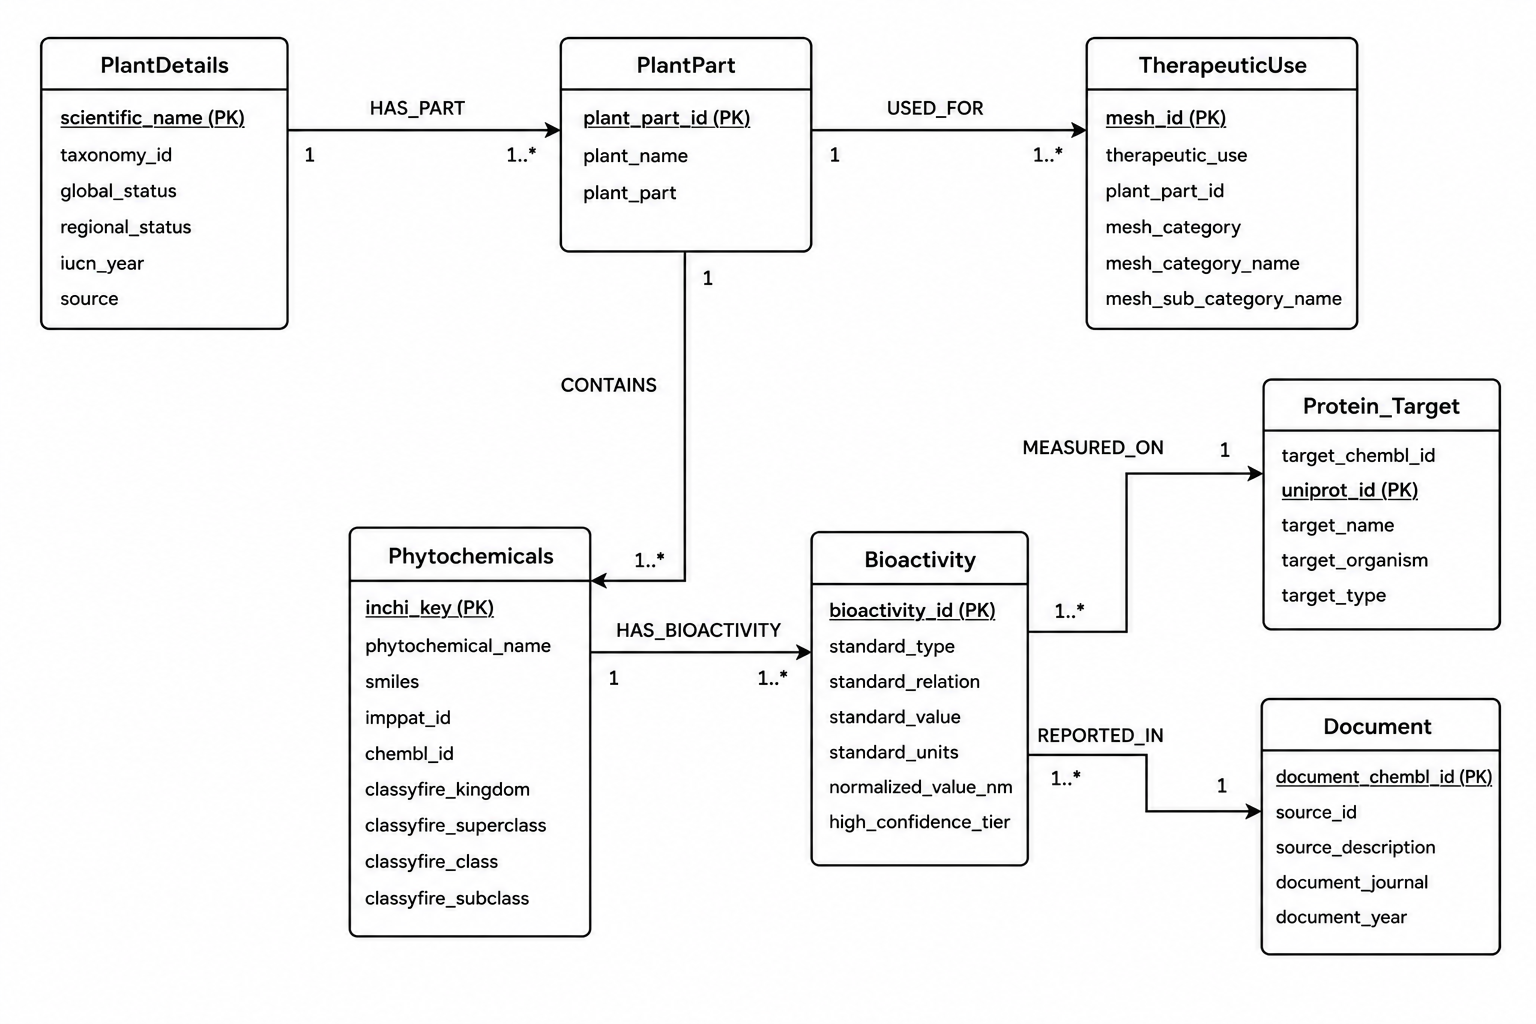 PlantDetails
scientific_name (PK)
taxonomy_id
global_status
regional_status
iucn_year
source
HAS_PART
1
1..*
PlantPart
plant_part_id (PK)
plant_name
plant_part
USED_FOR
1
1..*
TherapeuticUse
mesh_id (PK)
therapeutic_use
plant_part_id
mesh_category
mesh_category_name
mesh_sub_category_name
1
CONTAINS
1..*
Phytochemicals
inchi_key (PK)
phytochemical_name
smiles
imppat_id
chembl_id
classyfire_kingdom
classyfire_superclass
classyfire_class
classyfire_subclass
HAS_BIOACTIVITY
1
1..*
Bioactivity
bioactivity_id (PK)
standard_type
standard_relation
standard_value
standard_units
normalized_value_nm
high_confidence_tier
MEASURED_ON
1
1..*
Protein_Target
target_chembl_id
uniprot_id (PK)
target_name
target_organism
target_type
REPORTED_IN
1..*
1
Document
document_chembl_id (PK)
source_id
source_description
document_journal
document_year